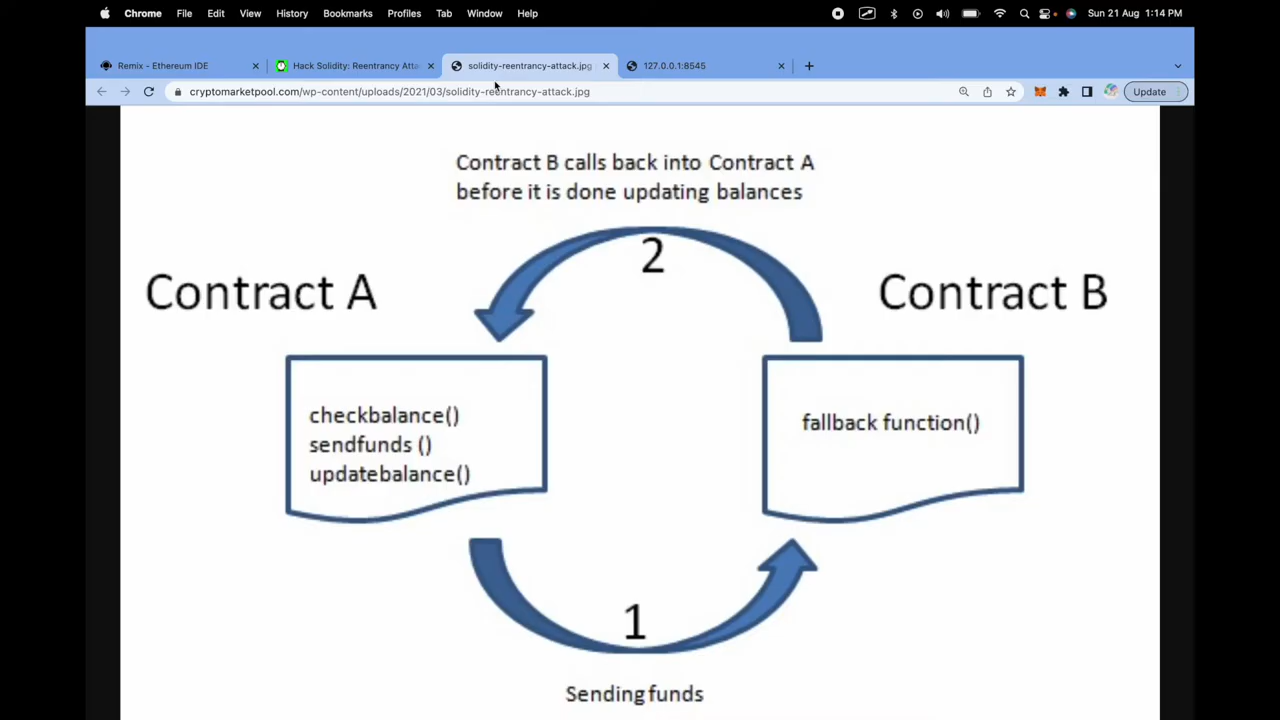 Chrome File Edit View History Bookmarks Profiles Tab Window Help Sun 21 Aug 1:14 PM
Remix - Ethereum IDE Hack Solidity: Reentrancy Atta solidity-reentrancy-attack.jpg 127.0.0.1:8545
cryptomarketpool.com/wp-content/uploads/2021/03/solidity-reentrancy-attack.jpg Update
Contract B calls back into Contract A
before it is done updating balances
2
Contract A
Contract B
checkbalance()
sendfunds ()
updatebalance()
fallback function()
1
Sending funds